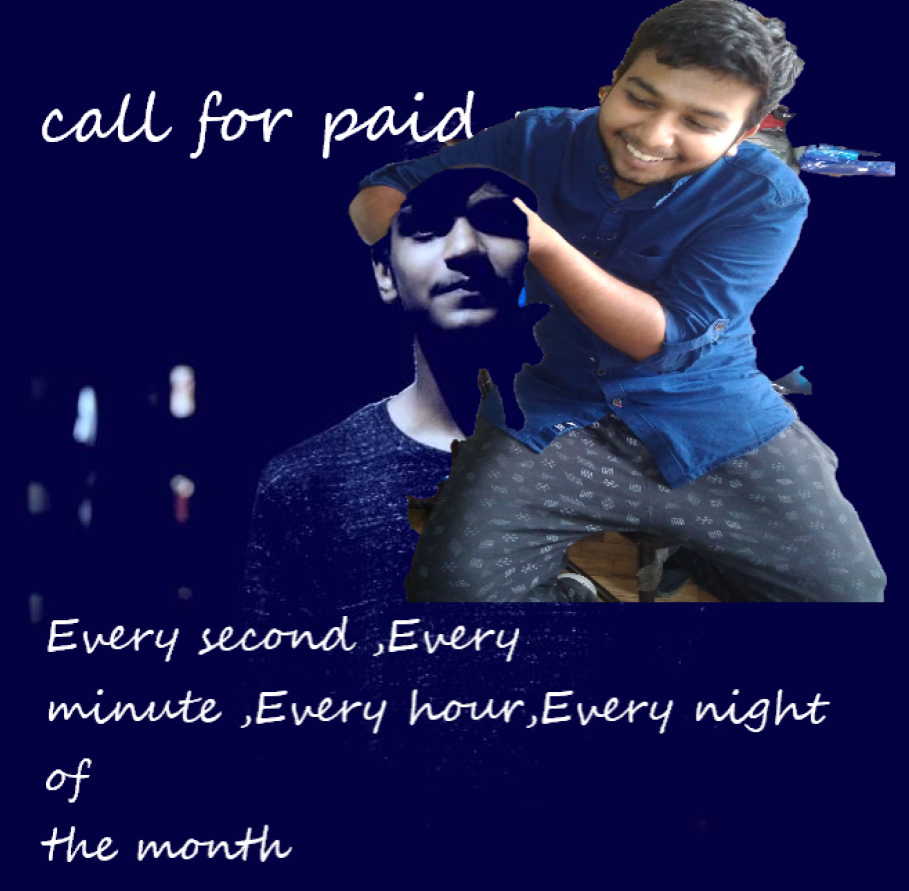 call for paid
Every second ,Every
minute ,Every hour,Every night
of
the month